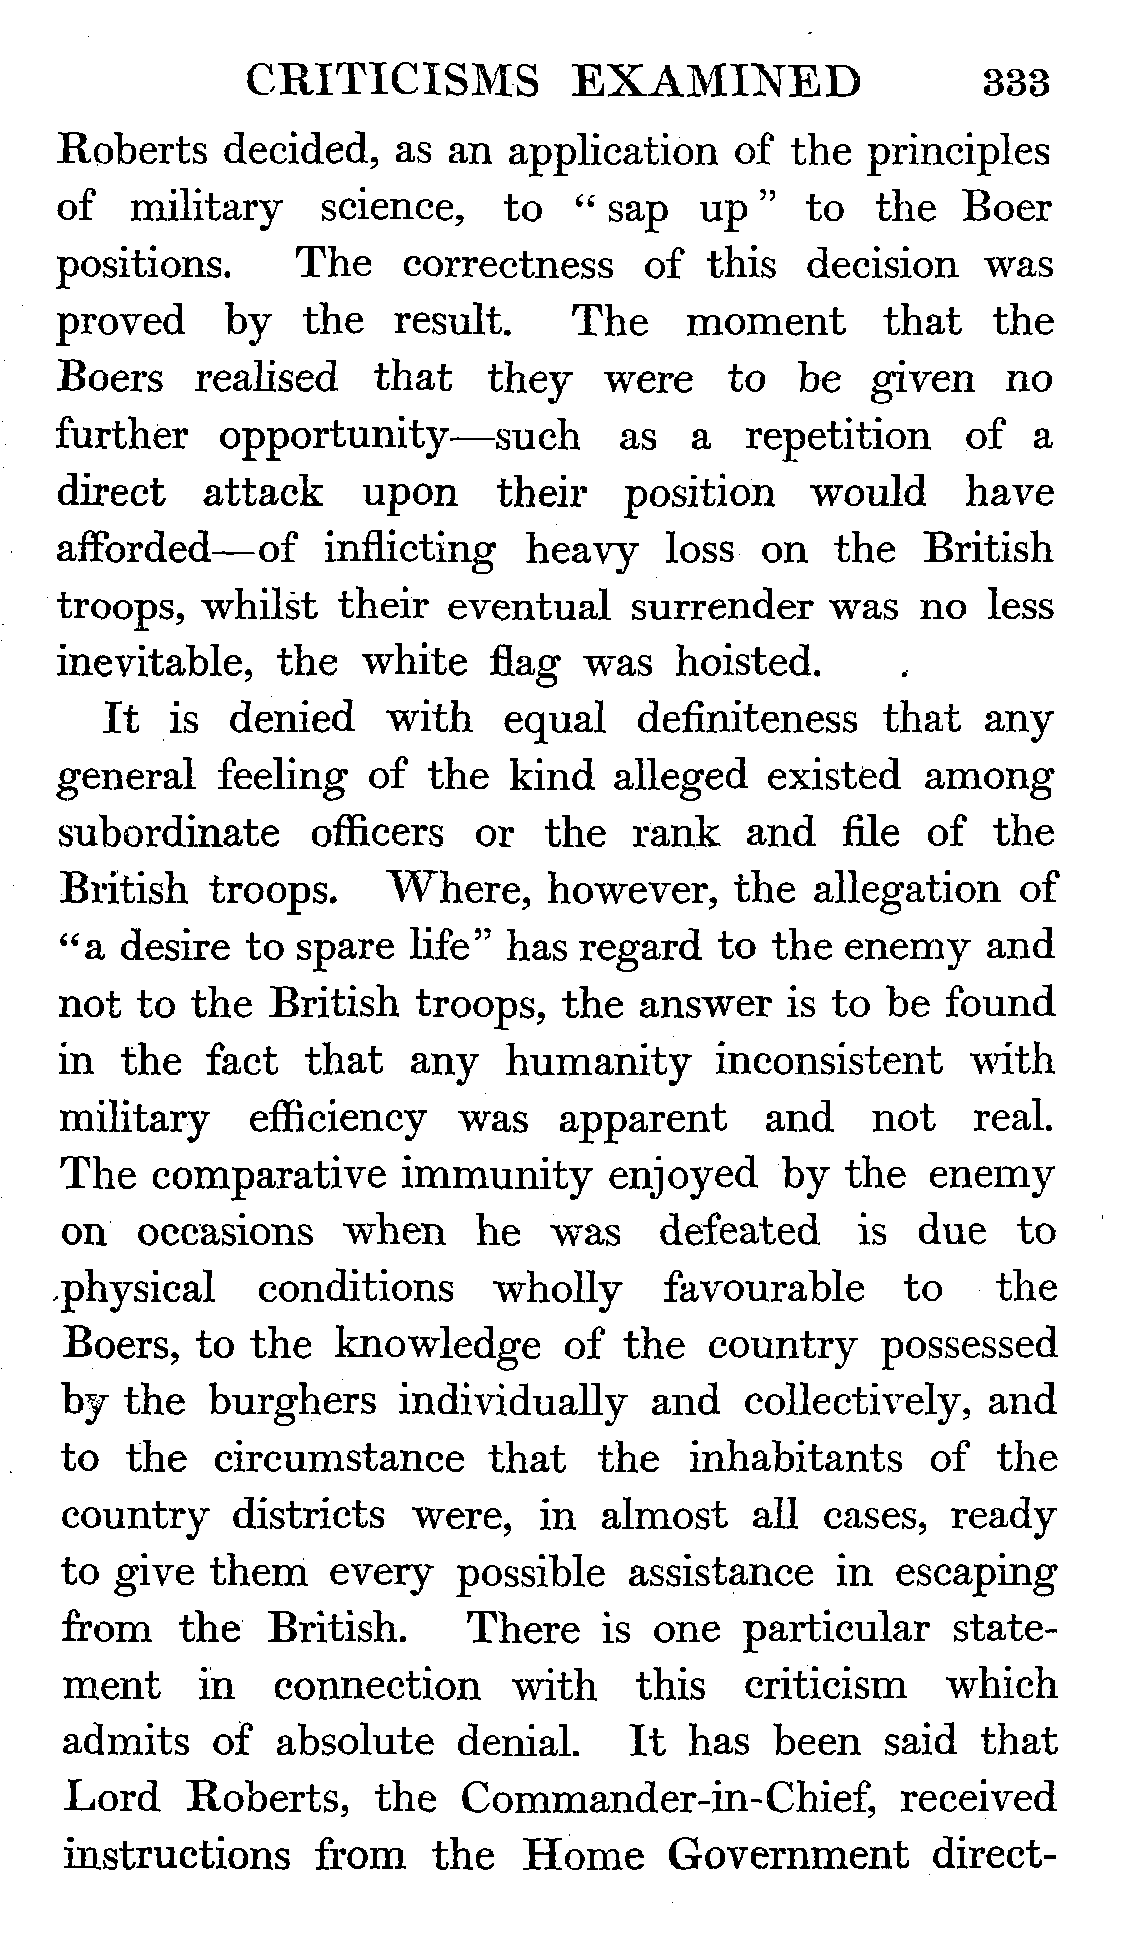 CRITICISMS EXAMINED 333
Roberts decided, as an application of the principles
of military science, to “ sap up ” to the Boer
positions. The correctness of this decision was
proved by the result. The moment that the
Boers realised that they were to be given no
further opportunity—such as a repetition of a
direct attack upon their position would have
afforded—of inflicting heavy loss on the British
troops, whilst their eventual surrender was no less
inevitable, the white flag was hoisted.
It is denied with equal definiteness that any
general feeling of the kind alleged existed among
subordinate officers or the rank and file of the
British troops. Where, however, the allegation of
“a desire to spare life” has regard to the enemy and
not to the British troops, the answer is to be found
in the fact that any humanity inconsistent with
military efficiency was apparent and not real.
The comparative immunity enjoyed by the enemy
on occasions when he was defeated is due to
physical conditions wholly favourable to the
Boers, to the knowledge of the country possessed
by the burghers individually and collectively, and
to the circumstance that the inhabitants of the
country districts were, in almost all cases, ready
to give them every possible assistance in escaping
from the British. There is one particular state-
ment in connection with this criticism which
admits of absolute denial. It has been said that
Lord Roberts, the Commander-in-Chief, received
instructions from the Home Government direct-